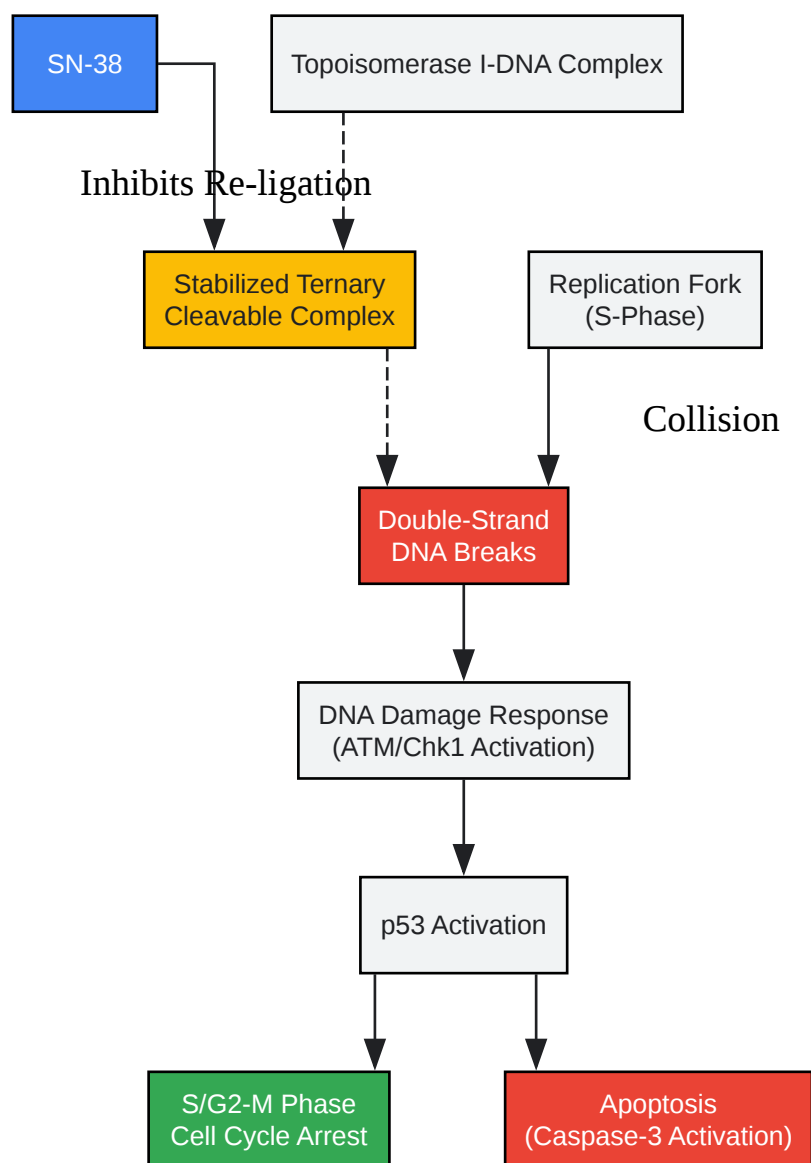 SN-38
Topoisomerase I-DNA Complex
Inhibits Re-ligation
Stabilized Ternary
Cleavable Complex
Replication Fork
(S-Phase)
Collision
Double-Strand
DNA Breaks
DNA Damage Response
(ATM/Chk1 Activation)
p53 Activation
S/G2-M Phase
Cell Cycle Arrest
Apoptosis
(Caspase-3 Activation)